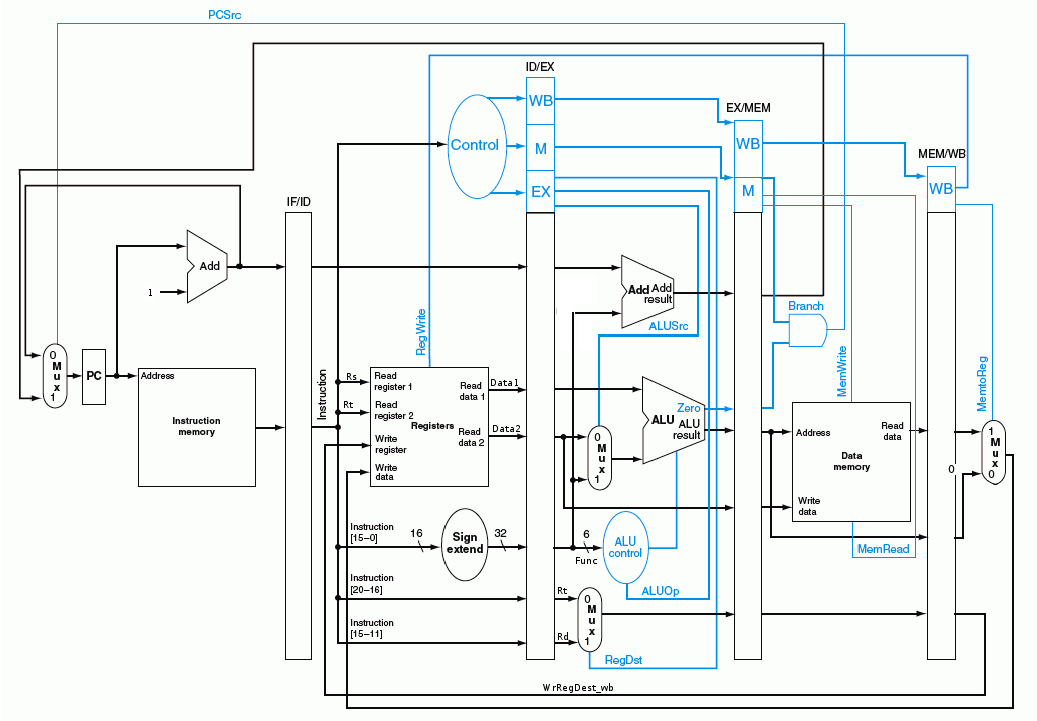 PCSrc
ID/EX
WB
EX/MEM
Control
M
WB
MEM/WB
EX
M
WB
IF/ID
Add
1
Add Add
result
ALUSrc
Branch
RegWrite
MemWrite
MemtoReg
0
M
u
x
1
PC
Address
Instruction
memory
Instruction
Rs
Read
register 1
Read
data 1
Data1
Rt
Read
register 2
Registers
Read
data 2
Data2
Write
register
Write
data
0
M
u
x
1
Zero
ALU
ALU
result
Address
Read
data
Data
memory
Write
data
0
1
M
u
x
0
Instruction
[15–0]
16
Sign
extend
32
6
Func
ALU
control
MemRead
Instruction
[20–16]
Rt
0
M
u
x
1
ALUOp
Instruction
[15–11]
Rd
RegDst
WrRegDest_wb